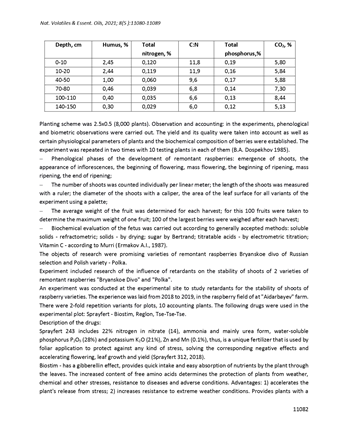 Nat. Volatiles & Essent. Oils, 2021; 8(5):11080-11089
Depth, cm Humus, % Total nitrogen, % C:N Total phosphorus,% CO₂, %
0-10 2,45 0,120 11,8 0,19 5,80
10-20 2,44 0,119 11,9 0,16 5,84
40-50 1,00 0,060 9,6 0,17 5,88
70-80 0,46 0,039 6,8 0,14 7,30
100-110 0,40 0,035 6,6 0,13 8,44
140-150 0,30 0,029 6,0 0,12 5,13
Planting scheme was 2.5x0.5 (8,000 plants). Observation and accounting: in the experiments, phenological
and biometric observations were carried out. The yield and its quality were taken into account as well as
certain physiological parameters of plants and the biochemical composition of berries were established. The
experiment was repeated in two times with 10 testing plants in each of them (B.A. Dospekhov 1985).
– Phenological phases of the development of remontant raspberries: emergence of shoots, the
appearance of inflorescences, the beginning of flowering, mass flowering, the beginning of ripening, mass
ripening, the end of ripening;
– The number of shoots was counted individually per linear meter; the length of the shoots was measured
with a ruler; the diameter of the shoots with a caliper, the area of the leaf surface for all variants of the
experiment using a palette;
– The average weight of the fruit was determined for each harvest; for this 100 fruits were taken to
determine the maximum weight of one fruit; 100 of the largest berries were weighed after each harvest;
– Biochemical evaluation of the fetus was carried out according to generally accepted methods: soluble
solids - refractometric; solids - by drying; sugar by Bertrand; titratable acids - by electrometric titration;
Vitamin C - according to Murri (Ermakov A.I., 1987).
The objects of research were promising varieties of remontant raspberries Bryanskoe divo of Russian
selection and Polish variety - Polka.
Experiment included research of the influence of retardants on the stability of shoots of 2 varieties of
remontant raspberries "Bryanskoe Divo" and "Polka".
An experiment was conducted at the experimental site to study retardants for the stability of shoots of
raspberry varieties. The experience was laid from 2018 to 2019, in the raspberry field of at "Aidarbayev" farm.
There were 2-fold repetition variants for plots, 10 accounting plants. The following drugs were used in the
experimental plot: Sprayfert - Biostim, Reglon, Tse-Tse-Tse.
Description of the drugs:
Sprayfert 243 includes 22% nitrogen in nitrate (14), ammonia and mainly urea form, water-soluble
phosphorus P₂O₅ (28%) and potassium K₂O (21%), Zn and Mn (0.1%), thus, is a unique fertilizer that is used by
foliar application to protect against any kind of stress, solving the corresponding negative effects and
accelerating flowering, leaf growth and yield (Sprayfert 312, 2018).
Biostim - has a gibberellin effect, provides quick intake and easy absorption of nutrients by the plant through
the leaves. The increased content of free amino acids determines the protection of plants from weather,
chemical and other stresses, resistance to diseases and adverse conditions. Advantages: 1) accelerates the
plant's release from stress; 2) increases resistance to extreme weather conditions. Provides plants with a
11082